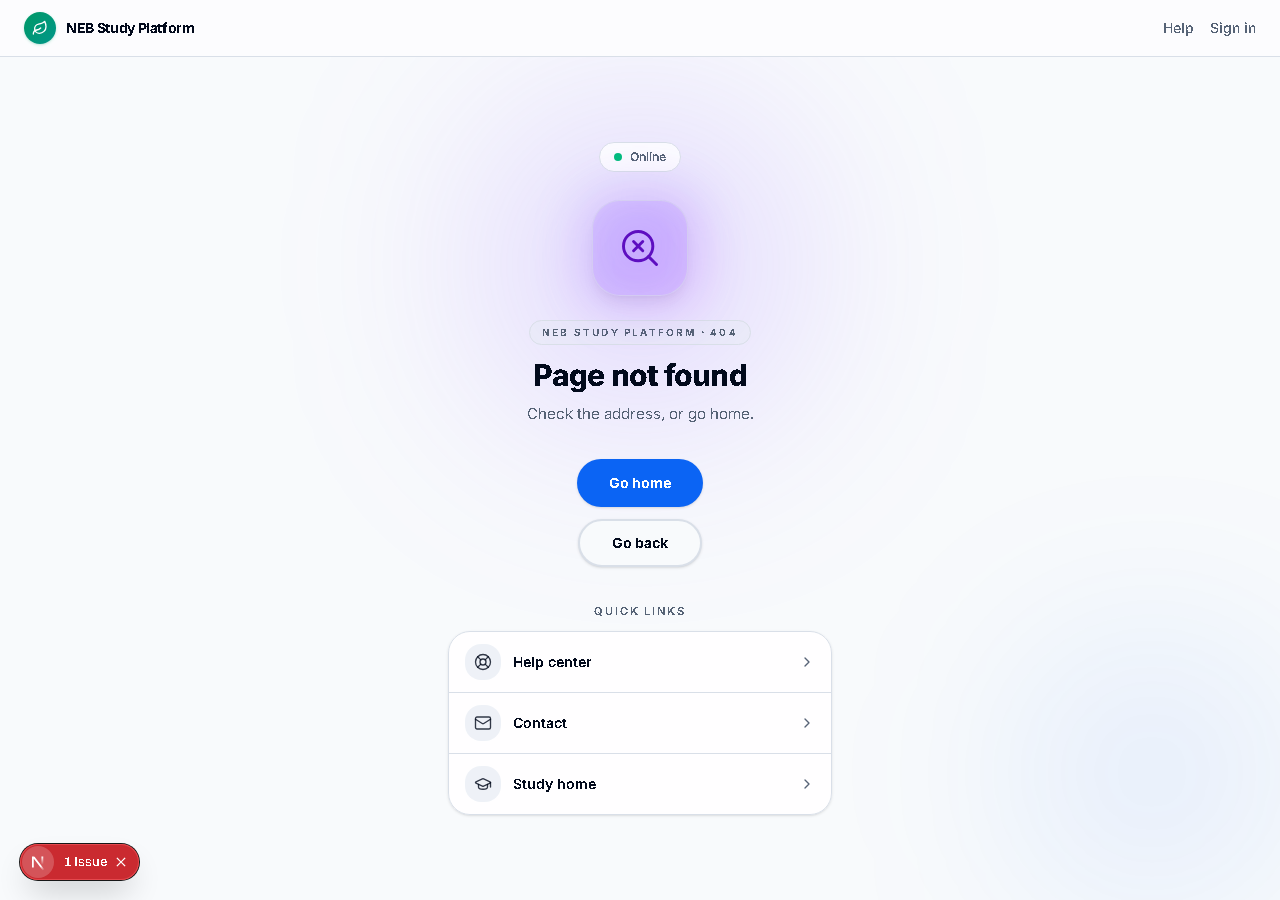 NEB Study Platform
Help
Sign in
Online
NEB STUDY PLATFORM · 404
Page not found
Check the address, or go home.
Go home
Go back
QUICK LINKS
Help center
Contact
Study home
N 1 Issue